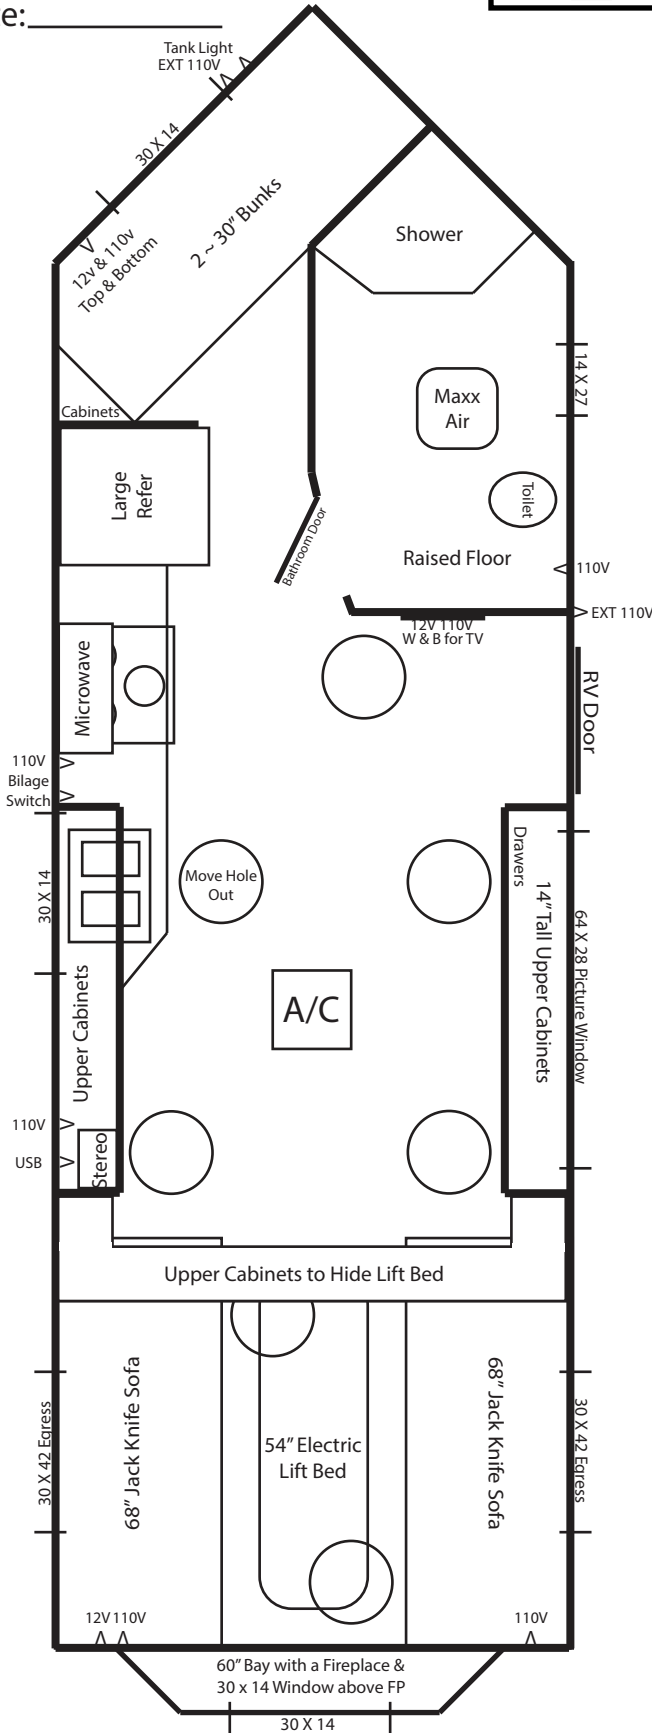 e:
Tank Light
EXT 110V
30 X 14
2 ~ 30" Bunks
12v & 110v
Top & Bottom
Shower
14 X 27
Maxx
Air
Cabinets
Large
Refer
Toilet
Bathroom Door
Raised Floor
110V
EXT 110V
12V 110V
W & B for TV
Microwave
RV Door
110V
Bilage
Switch
Drawers
30 X 14
Move Hole
Out
14" Tall Upper Cabinets
64 X 28 Picture Window
A/C
Upper Cabinets
110V
USB
Stereo
Upper Cabinets to Hide Lift Bed
68" Jack Knife Sofa
68" Jack Knife Sofa
30 X 42 Egress
30 X 42 Egress
54" Electric
Lift Bed
12V 110V
110V
60" Bay with a Fireplace &
30 x 14 Window above FP
30 X 14